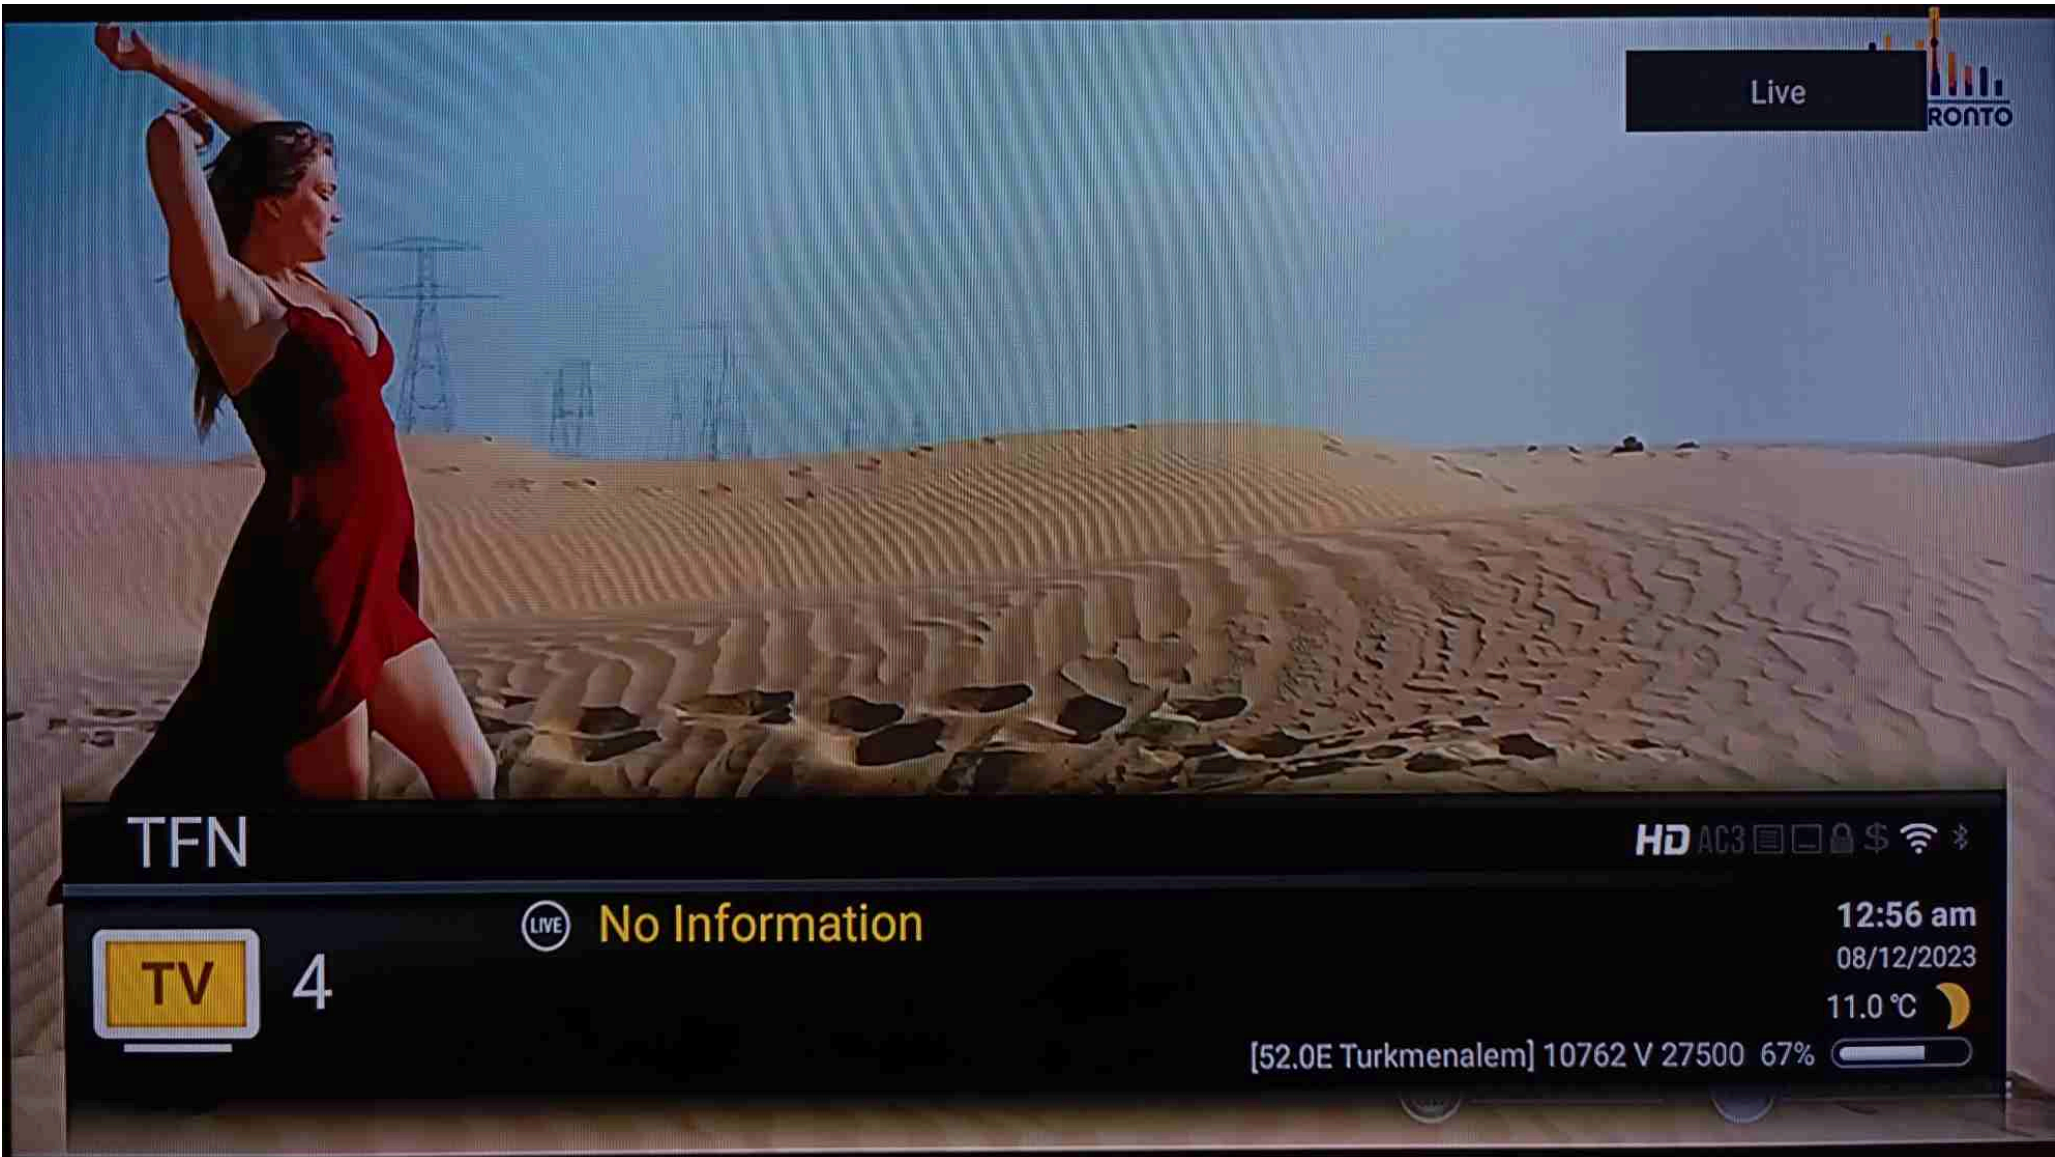 Live
RONTO
TFN
HD AC3 $
LIVE No Information
TV 4
12:56 am
08/12/2023
11.0 °C
[52.0E Turkmenalem] 10762 V 27500 67%